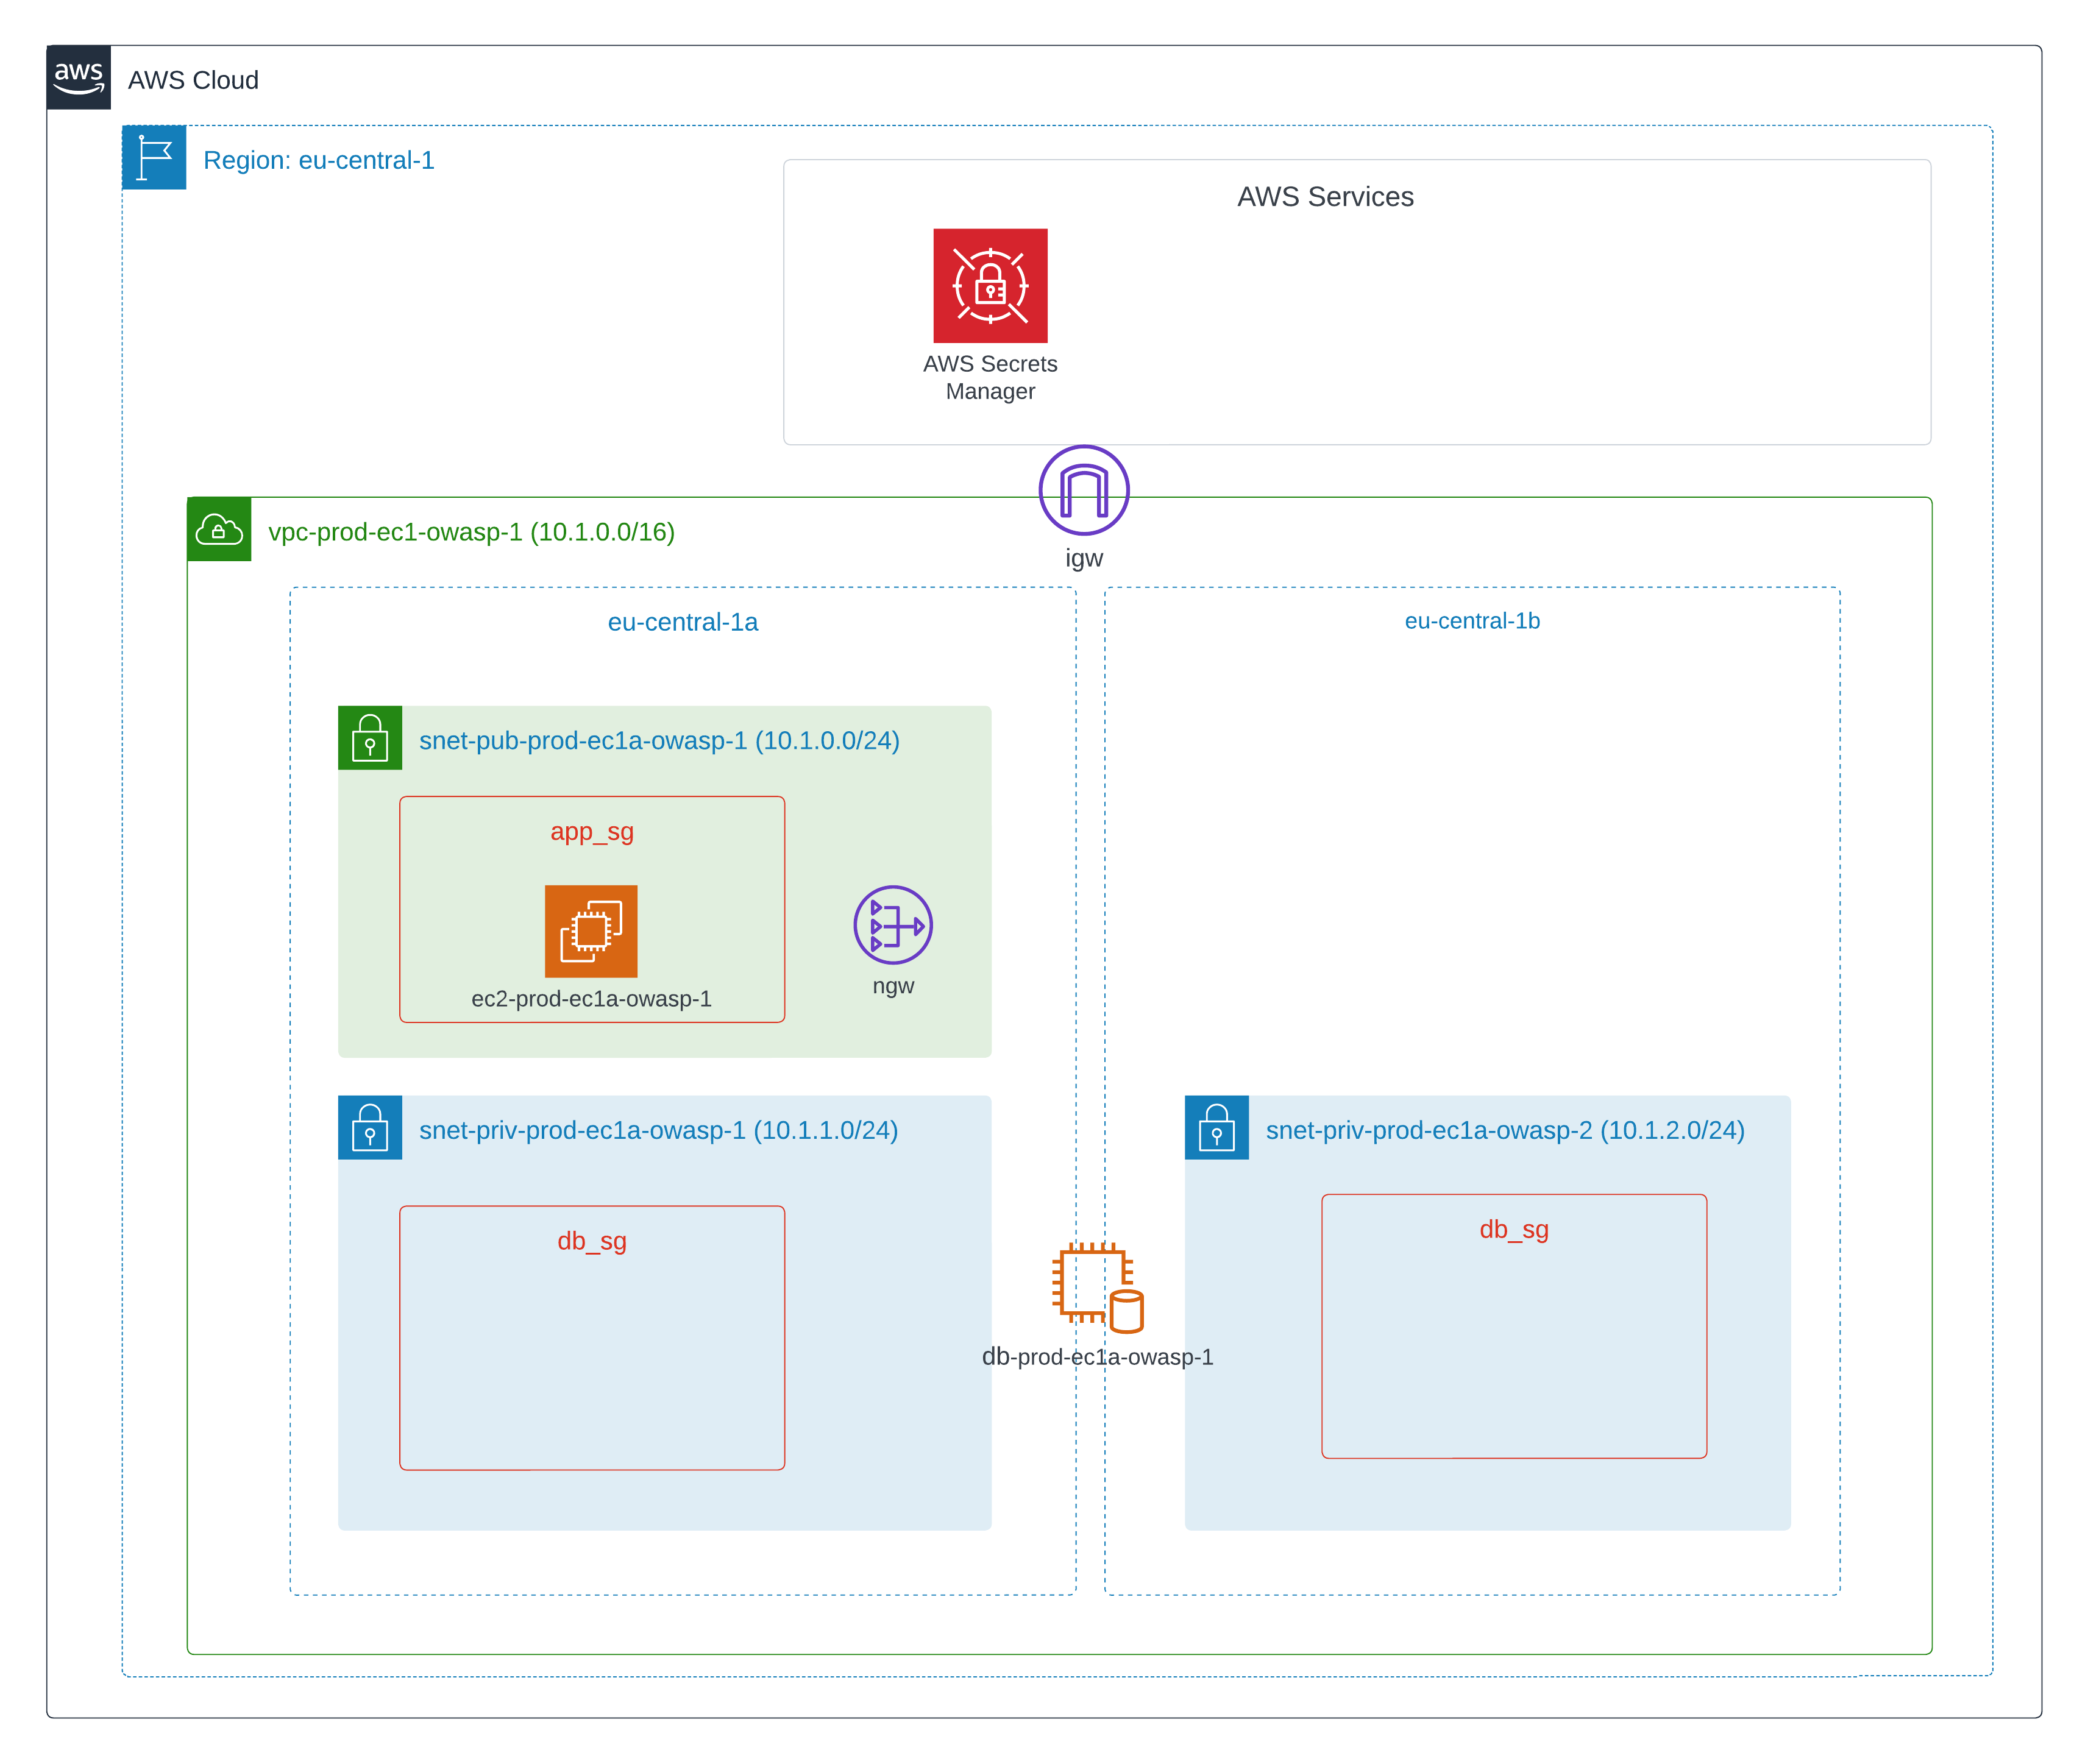 aws
AWS Cloud
Region: eu-central-1
AWS Services
AWS Secrets
Manager
vpc-prod-ec1-owasp-1 (10.1.0.0/16)
igw
eu-central-1a
eu-central-1b
snet-pub-prod-ec1a-owasp-1 (10.1.0.0/24)
app_sg
ec2-prod-ec1a-owasp-1
ngw
snet-priv-prod-ec1a-owasp-1 (10.1.1.0/24)
snet-priv-prod-ec1a-owasp-2 (10.1.2.0/24)
db_sg
db_sg
db-prod-ec1a-owasp-1